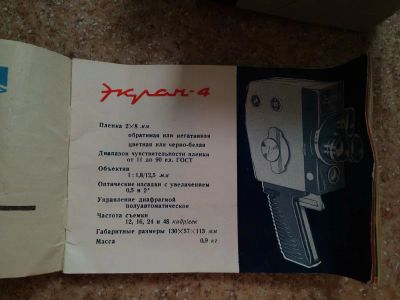 Экран-4
Пленка 2×8 мм
обратимая или негативная
цветная или черно-белая
Диапазон чувствительности пленки
от 11 до 90 ед. ГОСТ
Объектив
1:1,8/12,5 мм
Оптические насадки с увеличением
0,5 и 2ˣ
Управление диафрагмой
полуавтоматическое
Частота съемки
12, 16, 24 и 48 кадр/сек
Габаритные размеры 130×57×113 мм
Масса 0,9 кг